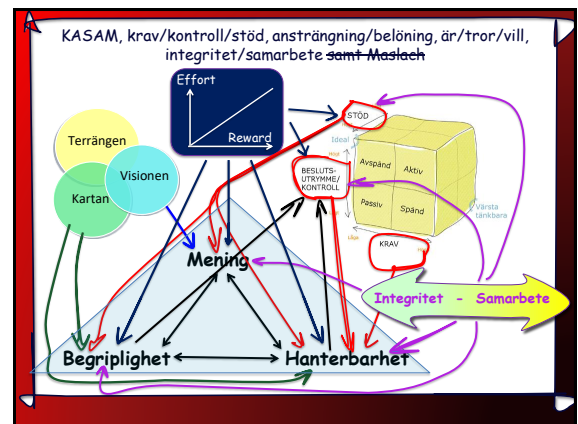 KASAM, krav/kontroll/stöd, ansträngning/belöning, är/tror/vill,
integritet/samarbete samt Maslach
Effort
Reward
STÖD
Terrängen
Visionen
Kartan
Ideal
BESLUTS-
UTRYMME/
KONTROLL
Avspänd
Aktiv
Passiv
Spänd
Värsta
tänkbara
KRAV
Låga
Mening
Integritet - Samarbete
Begriplighet
Hanterbarhet